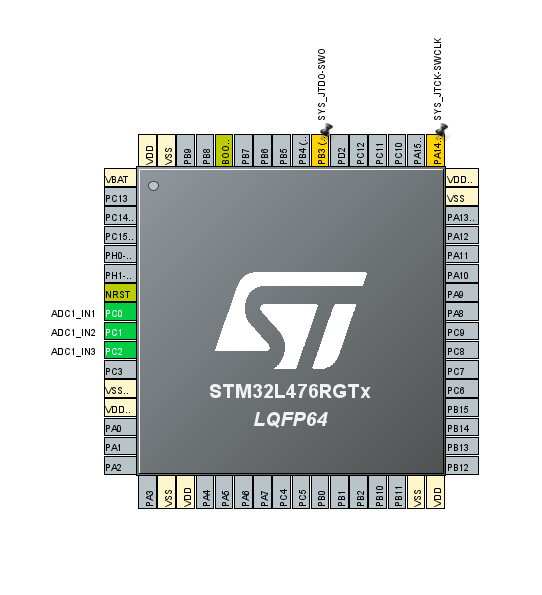 SYS_JTDO-SWO
SYS_JTCK-SWCLK
VDD
VSS
PB9
PB8
BOO..
PB7
PB6
PB5
PB4 (..
PB3 (..
PD2
PC12
PC11
PC10
PA15..
PA14..
VBAT
PC13
PC14..
PC15..
PH0-..
PH1-..
NRST
ADC1_IN1 PC0
ADC1_IN2 PC1
ADC1_IN3 PC2
PC3
VSS..
VDD..
PA0
PA1
PA2
STM32L476RGTx
LQFP64
VDD..
VSS
PA13..
PA12
PA11
PA10
PA9
PA8
PC9
PC8
PC7
PC6
PB15
PB14
PB13
PB12
PA3
VSS
VDD
PA4
PA5
PA6
PA7
PC4
PC5
PB0
PB1
PB2
PB10
PB11
VSS
VDD